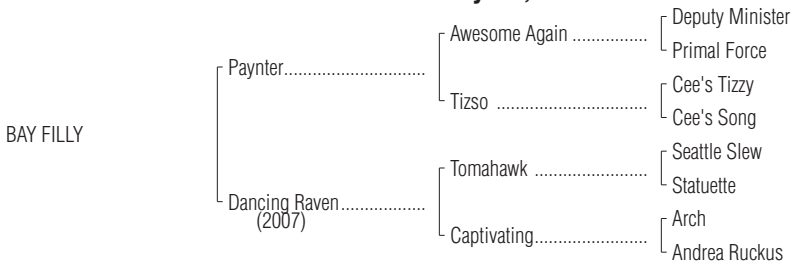 Deputy Minister
Awesome Again ................
Primal Force
Paynter..............................
Cee's Tizzy
Tizso ................................
Cee's Song
BAY FILLY
Seattle Slew
Tomahawk ........................
Statuette
Dancing Raven..................
(2007)
Arch
Captivating........................
Andrea Ruckus